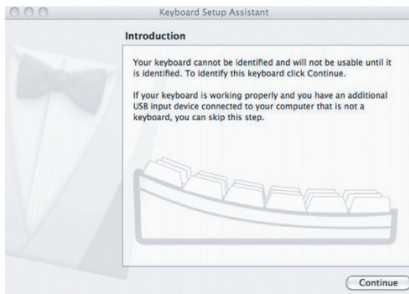 Keyboard Setup Assistant
Introduction
Your keyboard cannot be identified and will not be usable until it
is identified. To identify this keyboard click Continue.
If your keyboard is working properly and you have an additional
USB input device connected to your computer that is not a
keyboard, you can skip this step.
Continue